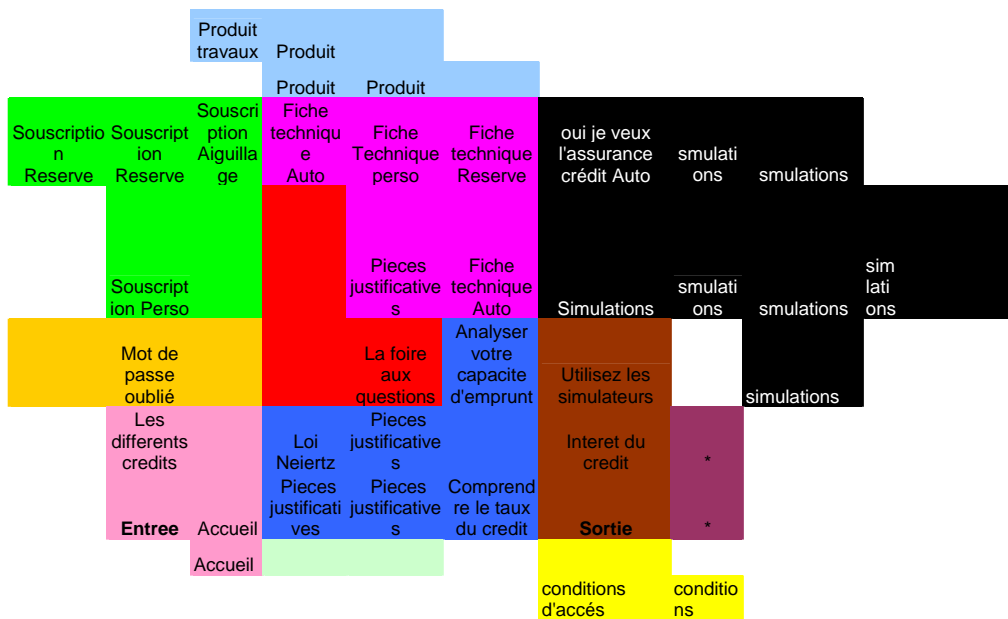 Produit
travaux
Produit
Produit
Produit
Souscriptio
n
Reserve
Souscript
ion
Reserve
Souscri
ption
Aiguilla
ge
Fiche
techniqu
e
Auto
Fiche
Technique
perso
Fiche
technique
Reserve
oui je veux
l'assurance
crédit Auto
smulati
ons
smulations
Souscript
ion Perso
Pieces
justificative
s
Fiche
technique
Auto
Simulations
smulati
ons
smulations
sim
lati
ons
Mot de
passe
oublié
La foire
aux
questions
Analyser
votre
capacite
d'emprunt
Utilisez les
simulateurs
simulations
Les
differents
credits
Loi
Neiertz
Pieces
justificative
s
Interet du
credit
*
Entree
Accueil
Pieces
justificati
ves
Pieces
justificative
s
Comprend
re le taux
du credit
Sortie
*
Accueil
conditions
d'accés
conditio
ns